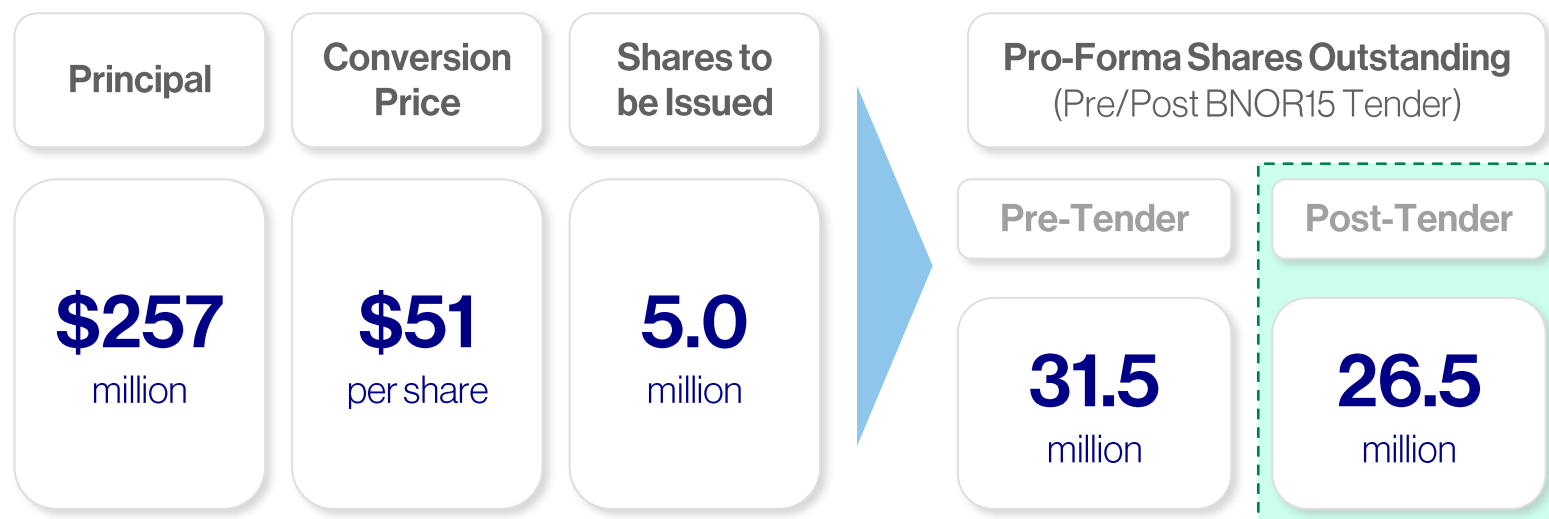 Principal
Conversion
Price
Shares to
be Issued
Pro-Forma Shares Outstanding
(Pre/Post BNOR15 Tender)
$257
million
$51
per share
5.0
million
Pre-Tender
Post-Tender
31.5
million
26.5
million